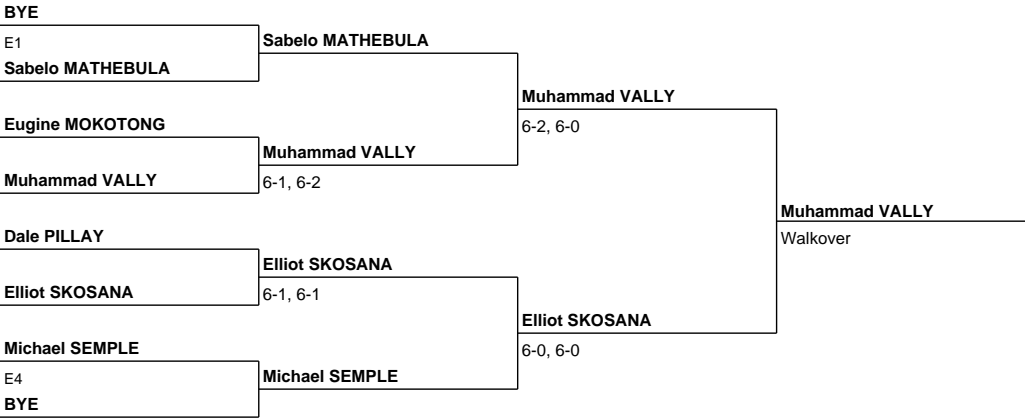 BYE
E1
Sabelo MATHEBULA
Sabelo MATHEBULA
Eugine MOKOTONG
Muhammad VALLY
Muhammad VALLY
6-1, 6-2
Muhammad VALLY
6-2, 6-0
Dale PILLAY
Elliot SKOSANA
Elliot SKOSANA
6-1, 6-1
Michael SEMPLE
E4
BYE
Michael SEMPLE
Elliot SKOSANA
6-0, 6-0
Muhammad VALLY
Walkover